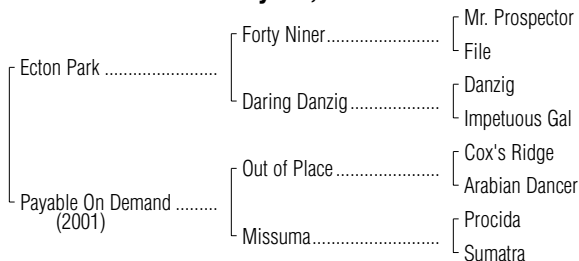 Mr. Prospector
Forty Niner
File
Ecton Park
Danzig
Daring Danzig
Impetuous Gal
Cox's Ridge
Out of Place
Arabian Dancer
Payable On Demand
(2001)
Procida
Missuma
Sumatra